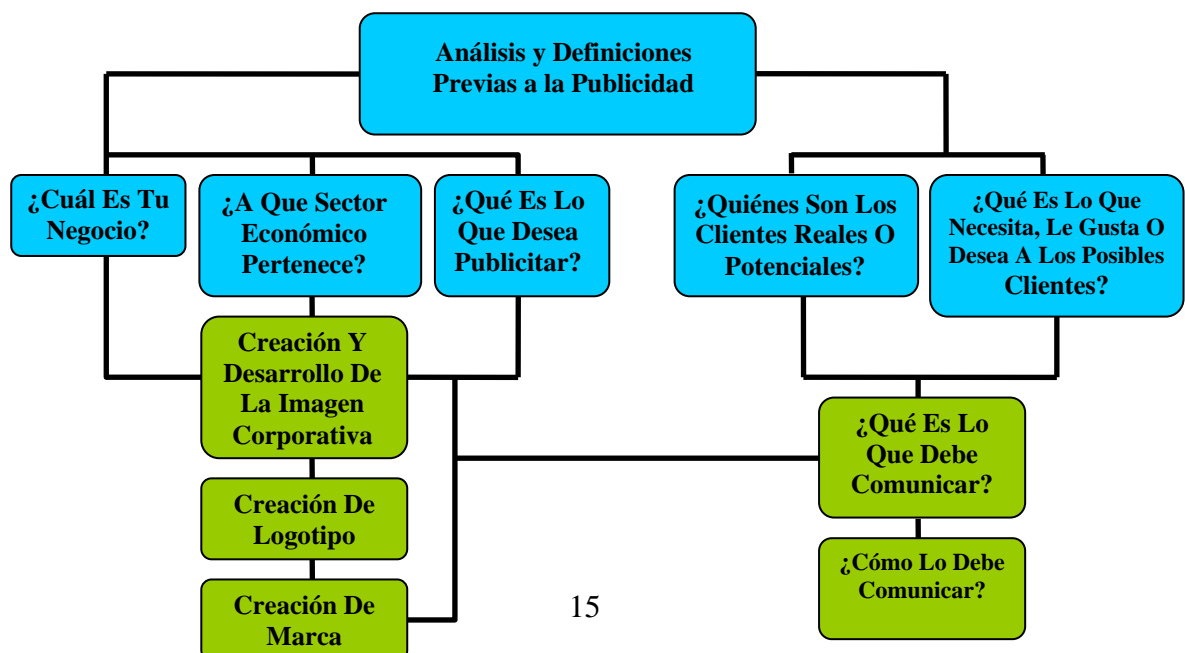 Análisis y Definiciones
Previas a la Publicidad
¿Cuál Es Tu
Negocio?
¿A Que Sector
Económico
Pertenece?
¿Qué Es Lo
Que Desea
Publicitar?
¿Quiénes Son Los
Clientes Reales O
Potenciales?
¿Qué Es Lo Que
Necesita, Le Gusta O
Desea A Los Posibles
Clientes?
Creación Y
Desarrollo De
La Imagen
Corporativa
¿Qué Es Lo
Que Debe
Comunicar?
Creación De
Logotipo
¿Cómo Lo Debe
Comunicar?
Creación De
Marca
15